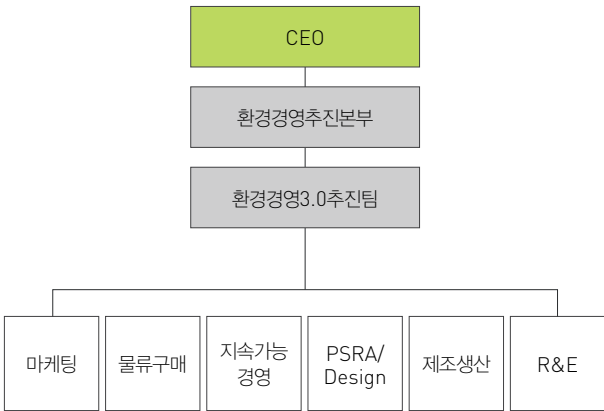 CEO
환경경영추진본부
환경경영3.0추진팀
마케팅
물류구매
지속가능
경영
PSRA/
Design
제조생산
R&E